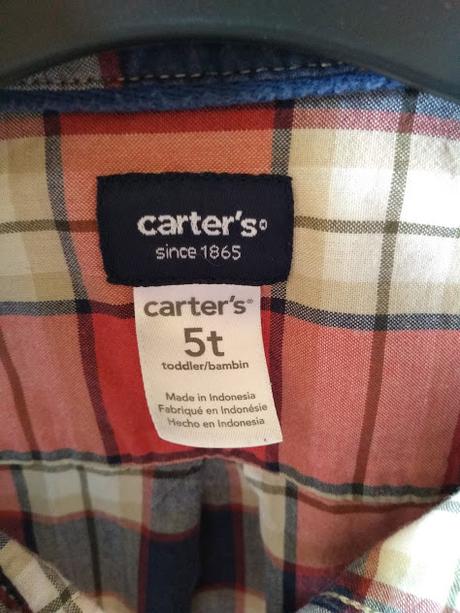 carter's®
since 1865
carter's®
5t
toddler/bambin
Made in Indonesia
Fabriqué en Indonésie
Hecho en Indonesia